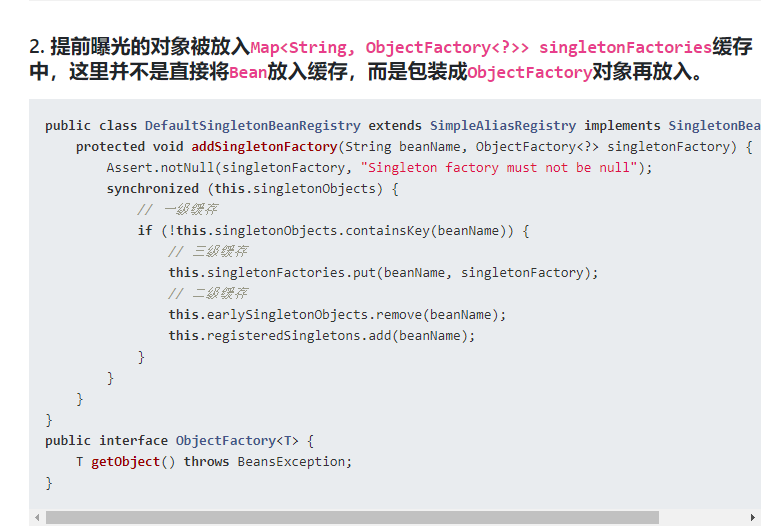 2. 提前曝光的对象被放入Map<String, ObjectFactory<?>> singletonFactories缓存
中，这里并不是直接将Bean放入缓存，而是包装成ObjectFactory对象再放入。
public class DefaultSingletonBeanRegistry extends SimpleAliasRegistry implements SingletonBea
    protected void addSingletonFactory(String beanName, ObjectFactory<?> singletonFactory) {
        Assert.notNull(singletonFactory, "Singleton factory must not be null");
        synchronized (this.singletonObjects) {
            // 一级缓存
            if (!this.singletonObjects.containsKey(beanName)) {
                // 三级缓存
                this.singletonFactories.put(beanName, singletonFactory);
                // 二级缓存
                this.earlySingletonObjects.remove(beanName);
                this.registeredSingletons.add(beanName);
            }
        }
    }
}
public interface ObjectFactory<T> {
    T getObject() throws BeansException;
}